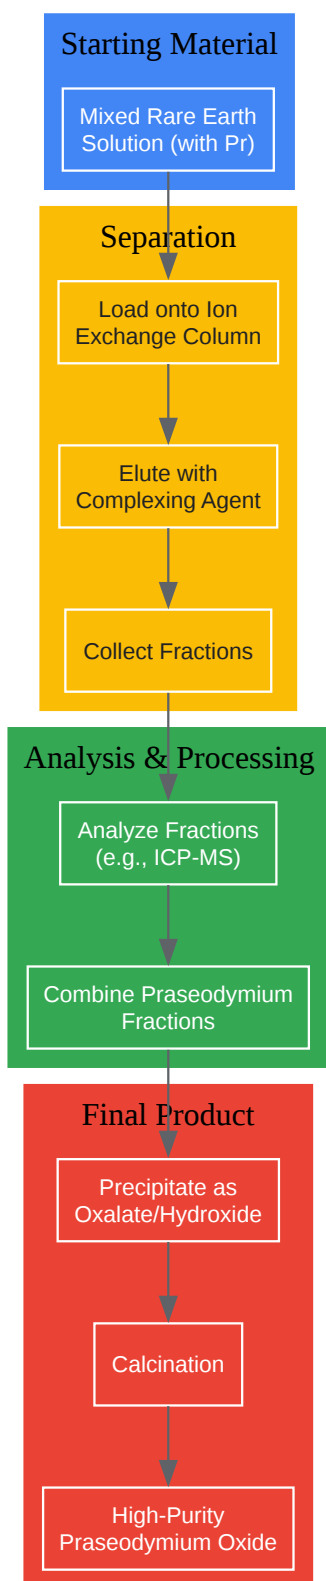 Starting Material
Mixed Rare Earth
Solution (with Pr)
Separation
Load onto Ion
Exchange Column
Elute with
Complexing Agent
Collect Fractions
Analysis & Processing
Analyze Fractions
(e.g., ICP-MS)
Combine Praseodymium
Fractions
Final Product
Precipitate as
Oxalate/Hydroxide
Calcination
High-Purity
Praseodymium Oxide